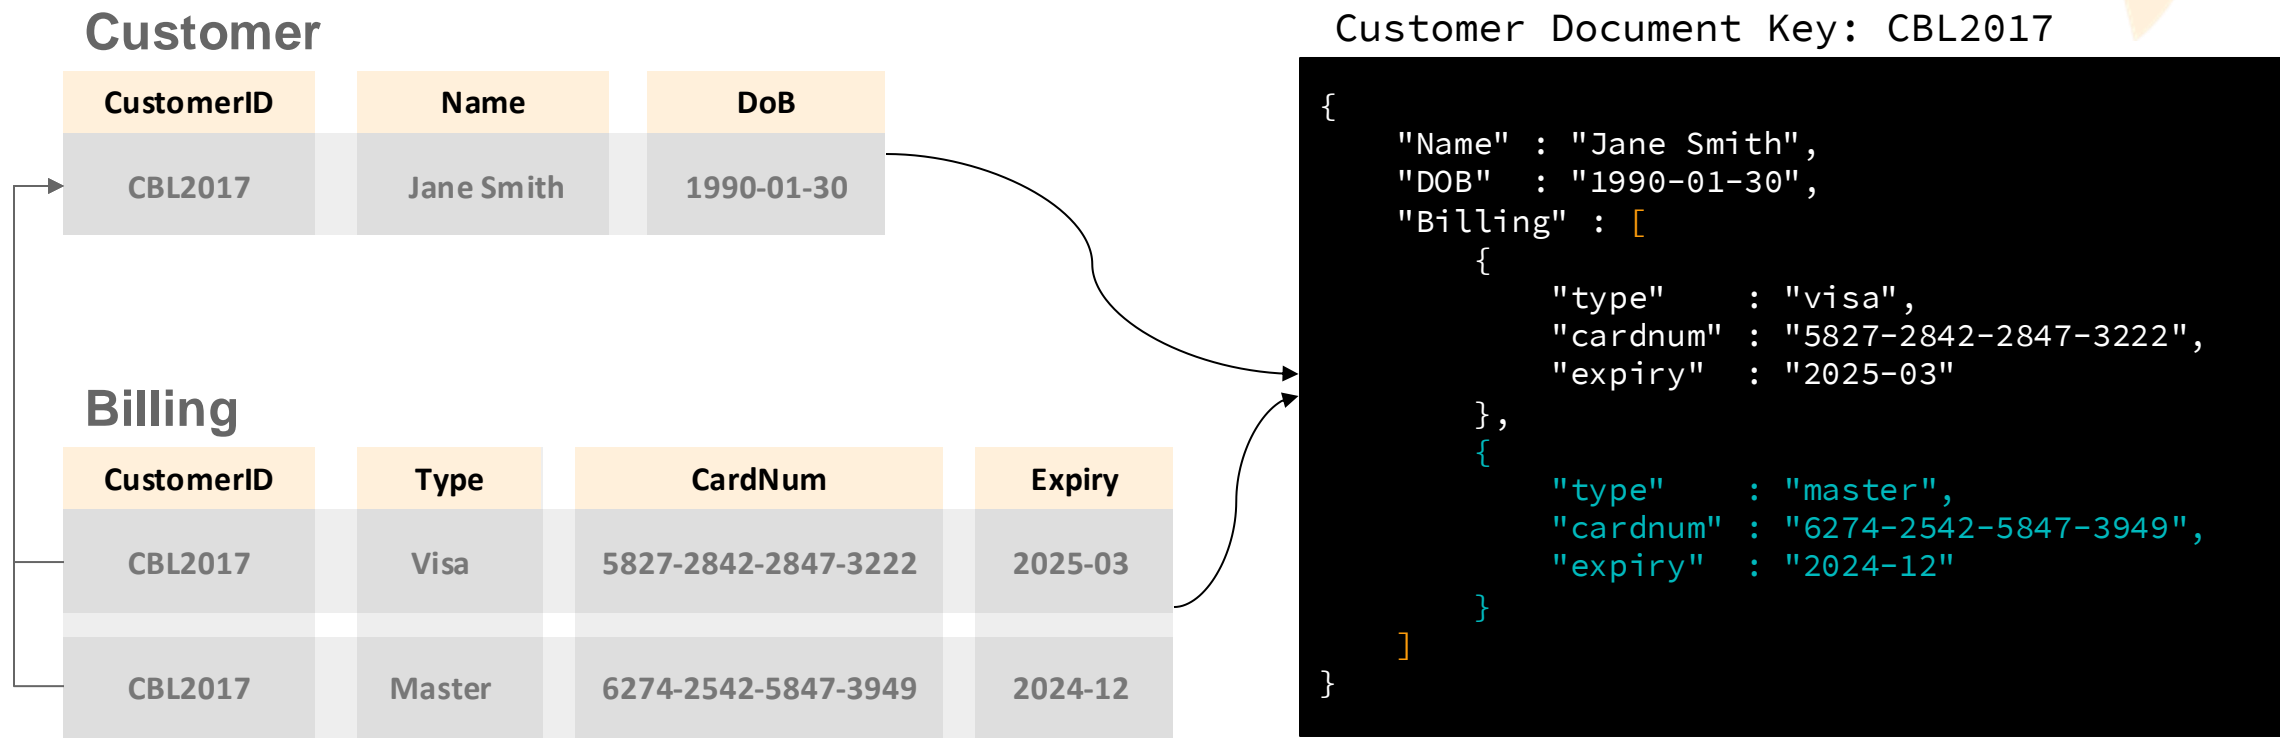 Customer
CustomerID Name DoB
CBL2017 Jane Smith 1990-01-30
Billing
CustomerID Type CardNum Expiry
CBL2017 Visa 5827-2842-2847-3222 2025-03
CBL2017 Master 6274-2542-5847-3949 2024-12
Customer Document Key: CBL2017
{
"Name" : "Jane Smith",
"DOB" : "1990-01-30",
"Billing" : [
{
"type" : "visa",
"cardnum" : "5827-2842-2847-3222",
"expiry" : "2025-03"
},
{
"type" : "master",
"cardnum" : "6274-2542-5847-3949",
"expiry" : "2024-12"
}
]
}